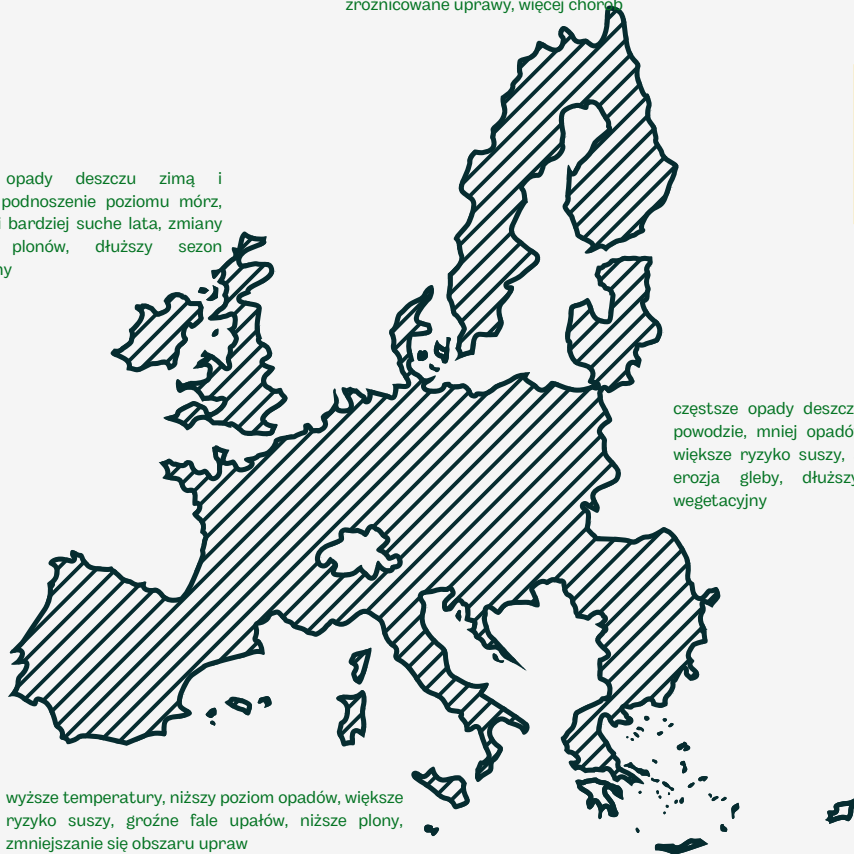 zróżnicowane uprawy, więcej chorób
opady deszczu zimą i
podnoszenie poziomu mórz,
i bardziej suche lata, zmiany
plonów, dłuższy sezon
ny
częstsze opady deszcz
powodzie, mniej opadó
większe ryzyko suszy,
erozja gleby, dłuższy
wegetacyjny
wyższe temperatury, niższy poziom opadów, większe
ryzyko suszy, groźne fale upałów, niższe plony,
zmniejszanie się obszaru upraw